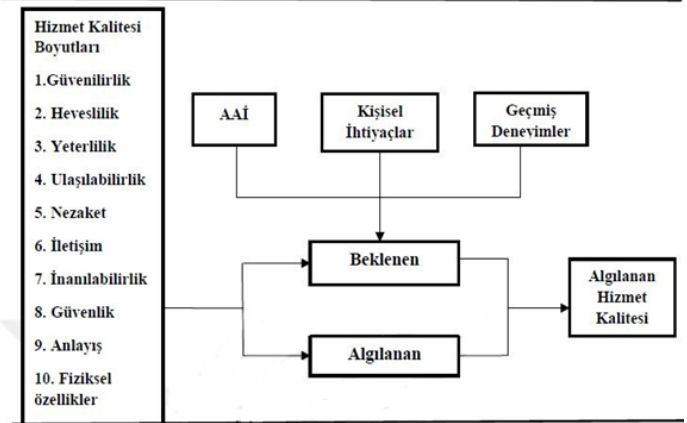 Hizmet Kalitesi
Boyutları
1.Güvenilirlik
2. Heveslilik
3. Yeterlilik
4. Ulaşılabilirlik
5. Nezaket
6. İletişim
7. İnanılabilirlik
8. Güvenlik
9. Anlayış
10. Fiziksel
özellikler
AAİ
Kişisel
İhtiyaçlar
Geçmiş
Denevimler
Beklenen
Algılanan
Algılanan
Hizmet
Kalitesi